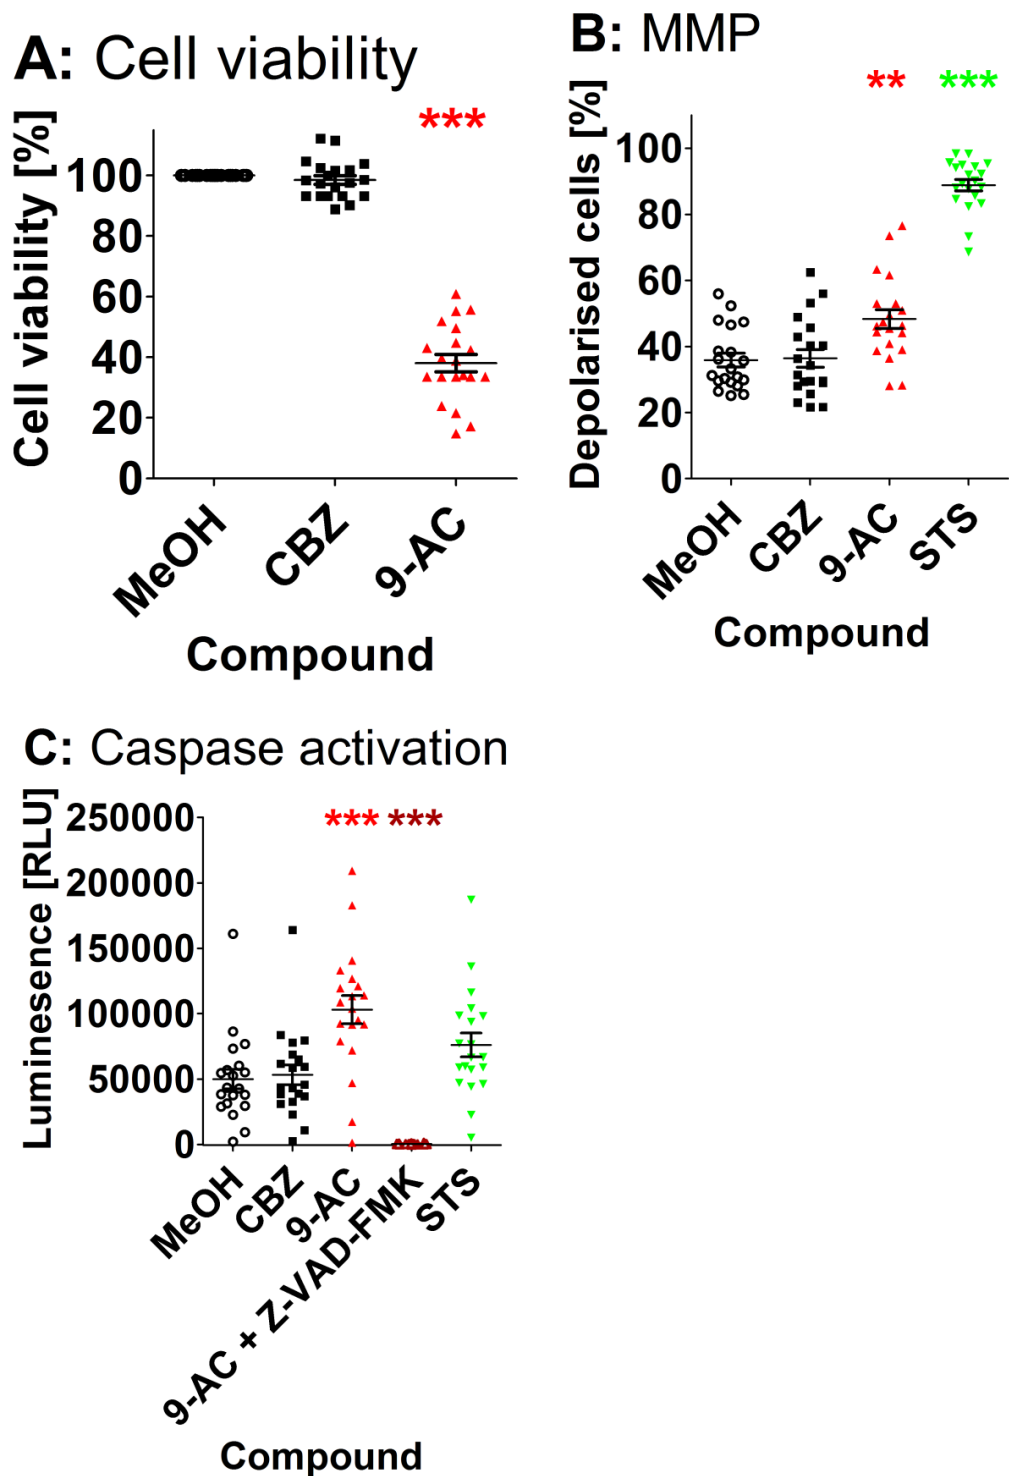 A: Cell viability
***
Cell viability [%]
100
80
60
40
20
0
MeOH
CBZ
9-AC
Compound
B: MMP
** ***
Depolarised cells [%]
100
80
60
40
20
0
MeOH
CBZ
9-AC
STS
Compound
C: Caspase activation
*** ***
Luminesence [RLU]
250000
200000
150000
100000
50000
0
MeOH
CBZ
9-AC
9-AC + Z-VAD-FMK
STS
Compound